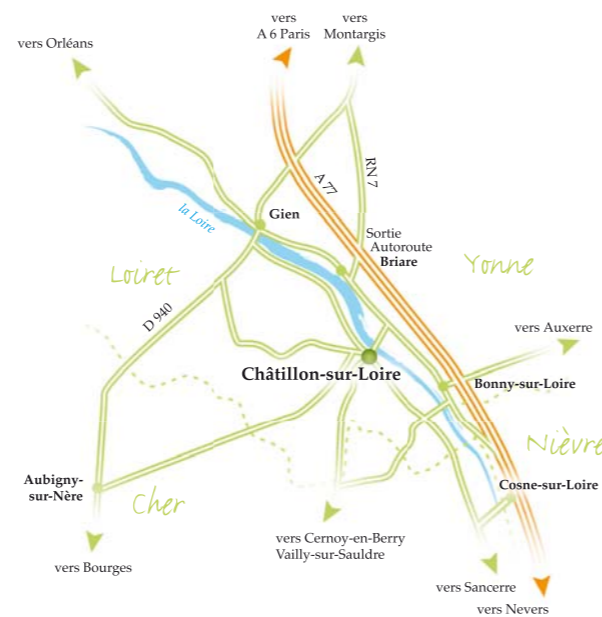 vers
A 6 Paris
vers
Montargis
vers Orléans
RN 7
A 77
la Loire
Gien
Sortie
Autoroute
Briare
Yonne
Loiret
D 940
vers Auxerre
Châtillon-sur-Loire
Bonny-sur-Loire
Nièvre
Aubigny-
sur-Nère
Cosne-sur-Loire
Cher
vers Cernoy-en-Berry
Vailly-sur-Sauldre
vers Bourges
vers Sancerre
vers Nevers